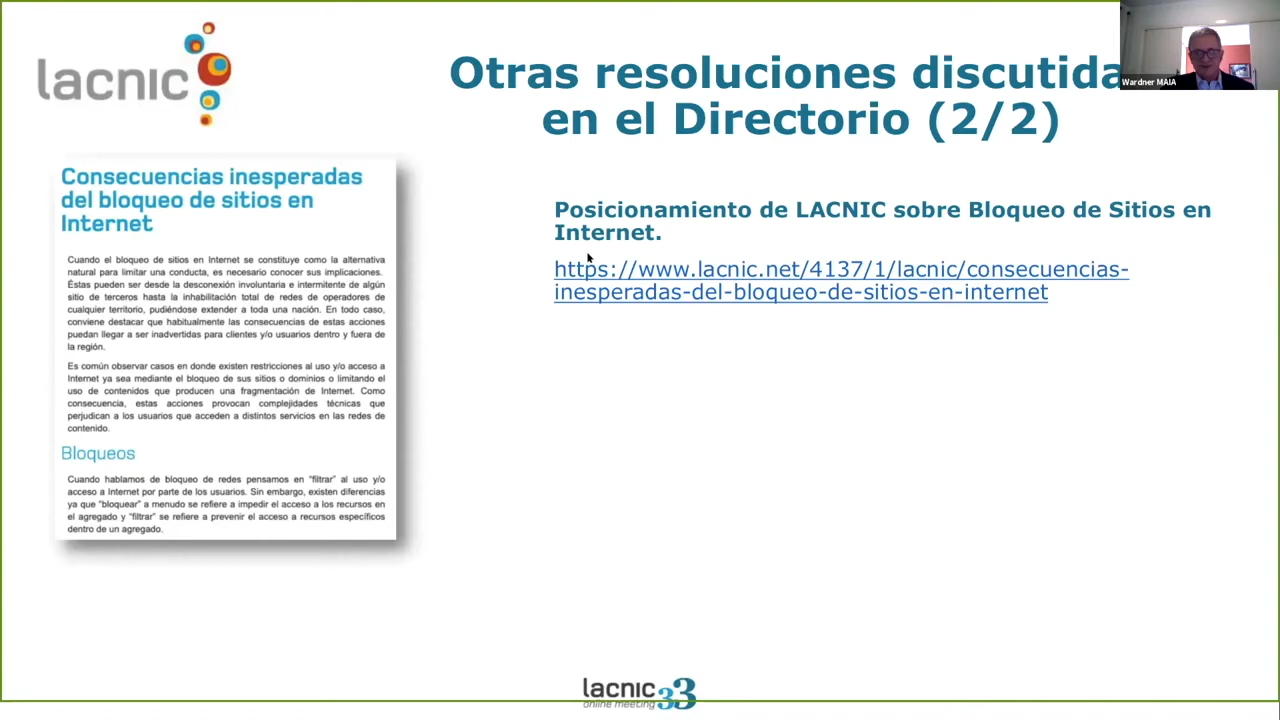 lacnic
Otras resoluciones discutida
en el Directorio (2/2)
Wardner MAIA
Consecuencias inesperadas
del bloqueo de sitios en
Internet
Cuando el bloqueo de sitios en Internet se constituye como la alternativa
natural para limitar una conducta, es necesario conocer sus implicaciones.
Éstas pueden ser desde la desconexión involuntaria e intermitente de algún
sitio de terceros hasta la inhabilitación total de redes de operadores de
cualquier territorio, pudiéndose extender a toda una nación. En todo caso,
conviene destacar que habitualmente las consecuencias de estas acciones
puedan llegar a ser inadvertidas para clientes y/o usuarios dentro y fuera de
la región.
Es común observar casos en donde existen restricciones al uso y/o acceso a
Internet ya sea mediante el bloqueo de sus sitios o dominios o limitando el
uso de contenidos que producen una fragmentación de Internet. Como
consecuencia, estas acciones provocan complejidades técnicas que
perjudican a los usuarios que acceden a distintos servicios en las redes de
contenido.
Bloqueos
Cuando hablamos de bloqueo de redes pensamos en “filtrar” al uso y/o
acceso a Internet por parte de los usuarios. Sin embargo, existen diferencias
ya que “bloquear” a menudo se refiere a impedir el acceso a los recursos en
el agregado y “filtrar” se refiere a prevenir el acceso a recursos específicos
dentro de un agregado.
Posicionamiento de LACNIC sobre Bloqueo de Sitios en
Internet.
https://www.lacnic.net/4137/1/lacnic/consecuencias-
inesperadas-del-bloqueo-de-sitios-en-internet
lacnic 33
online meeting